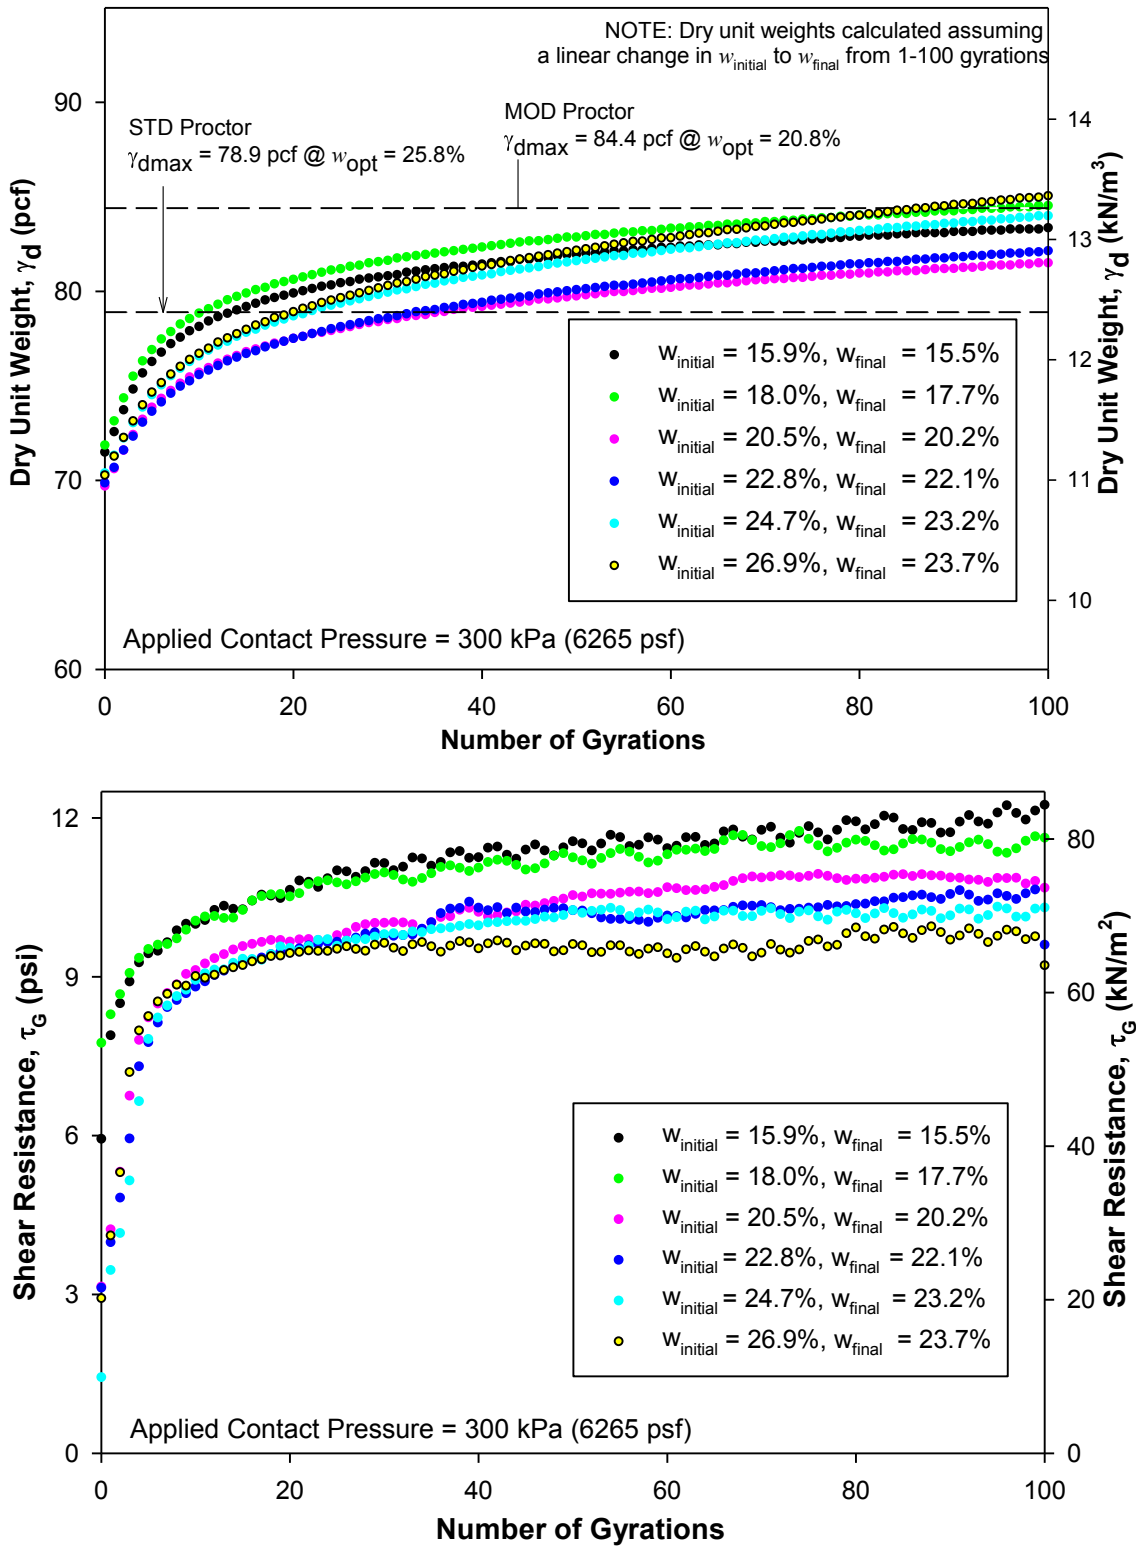 NOTE: Dry unit weights calculated assuming
a linear change in w initial to w final from 1-100 gyrations
STD Proctor
γdmax = 78.9 pcf @ wopt = 25.8%
MOD Proctor
γdmax = 84.4 pcf @ wopt = 20.8%
Dry Unit Weight, γd (pcf)
90
80
70
60
Dry Unit Weight, γd (kN/m³)
14
13
12
11
10
winitial = 15.9%, wfinal = 15.5%
winitial = 18.0%, wfinal = 17.7%
winitial = 20.5%, wfinal = 20.2%
winitial = 22.8%, wfinal = 22.1%
winitial = 24.7%, wfinal = 23.2%
winitial = 26.9%, wfinal = 23.7%
Applied Contact Pressure = 300 kPa (6265 psf)
0 20 40 60 80 100
Number of Gyrations
Shear Resistance, τG (psi)
12
9
6
3
0
Shear Resistance, τG (kN/m²)
80
60
40
20
0
winitial = 15.9%, wfinal = 15.5%
winitial = 18.0%, wfinal = 17.7%
winitial = 20.5%, wfinal = 20.2%
winitial = 22.8%, wfinal = 22.1%
winitial = 24.7%, wfinal = 23.2%
winitial = 26.9%, wfinal = 23.7%
Applied Contact Pressure = 300 kPa (6265 psf)
0 20 40 60 80 100
Number of Gyrations